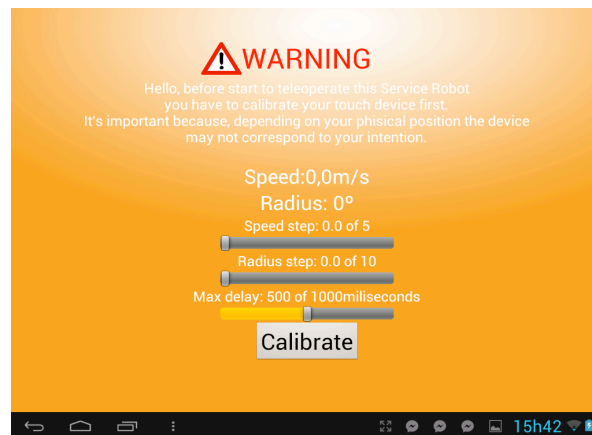 WARNING
Hello, before start to teleoperate this Service Robot
you have to calibrate your touch device first.
It's important because, depending on your phisical position the device
may not correspond to your intention.
Speed:0,0m/s
Radius: 0º
Speed step: 0.0 of 5
Radius step: 0.0 of 10
Max delay: 500 of 1000miliseconds
Calibrate
15h42